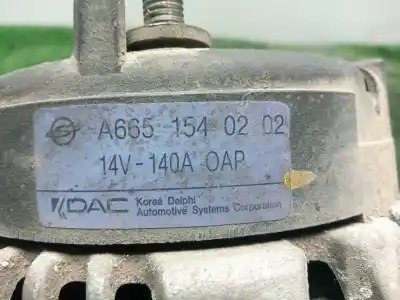 A665 154 02 02
14V-140A OAP
KDAC Korea Delphi
Automotive Systems Corporation